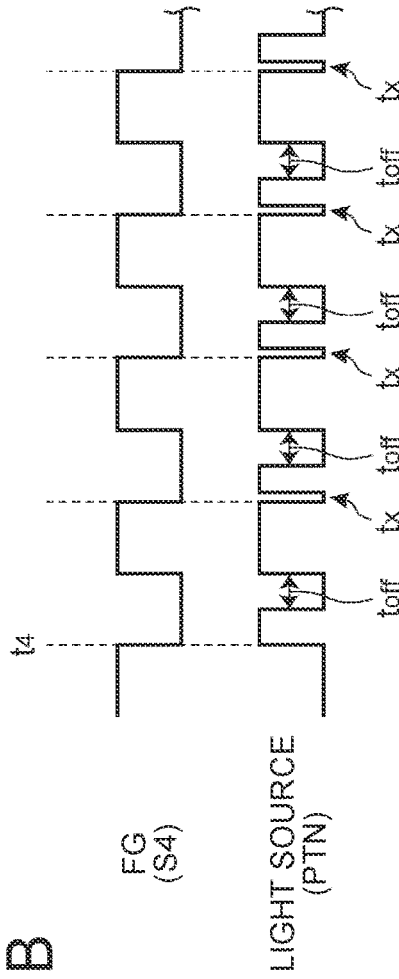 B
t4
FG
(S4)
LIGHT SOURCE
(PTN)
toff
tx
toff
tx
toff
tx
toff
tx